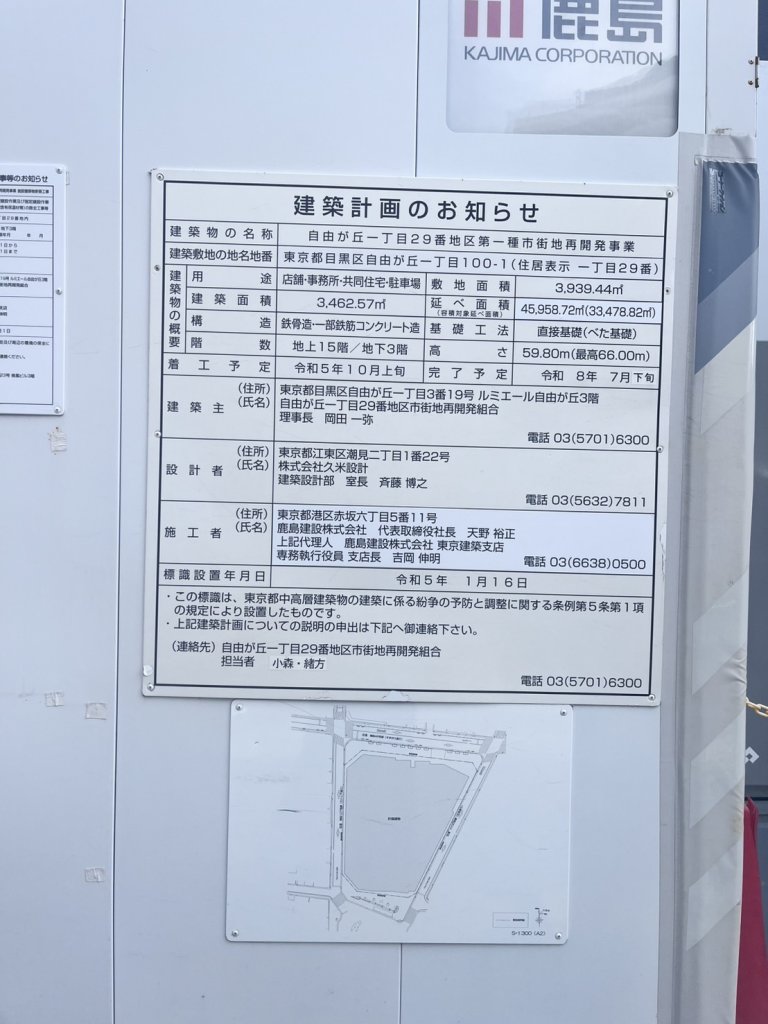 鹿島
KAJIMA CORPORATION
建築計画のお知らせ
建築物の名称 自由が丘一丁目29番地区第一種市街地再開発事業
建築敷地の地名地番 東京都目黒区自由が丘一丁目100-1(住居表示 一丁目29番)
建築物の概要
用途 店舗・事務所・共同住宅・駐車場 敷地面積 3,939.44㎡
建築面積 3,462.57㎡ 延べ面積(容積対象延べ面積) 45,958.72㎡(33,478.82㎡)
構造 鉄骨造・一部鉄筋コンクリート造 基礎工法 直接基礎(べた基礎)
階数 地上15階/地下3階 高さ 59.80m(最高66.00m)
着工予定 令和5年10月上旬 完了予定 令和 8年 7月下旬
建築主 (住所) 東京都目黒区自由が丘一丁目3番19号 ルミエール自由が丘3階
(氏名) 自由が丘一丁目29番地区市街地再開発組合
理事長 岡田 一弥
電話 03(5701)6300
設計者 (住所) 東京都江東区潮見二丁目1番22号
(氏名) 株式会社久米設計
建築設計部 室長 斉藤 博之
電話 03(5632)7811
施工者 (住所) 東京都港区赤坂六丁目5番11号
(氏名) 鹿島建設株式会社 代表取締役社長 天野 裕正
上記代理人 鹿島建設株式会社 東京建築支店
専務執行役員 支店長 吉岡 伸明 電話 03(6638)0500
標識設置年月日 令和5年 1月16日
・この標識は、東京都中高層建築物の建築に係る紛争の予防と調整に関する条例第5条第1項
の規定により設置したものです。
・上記建築計画についての説明の申出は下記へ御連絡下さい。
(連絡先) 自由が丘一丁目29番地区市街地再開発組合
担当者 小森・緒方
電話 03(5701)6300
S=1:300 (A2)